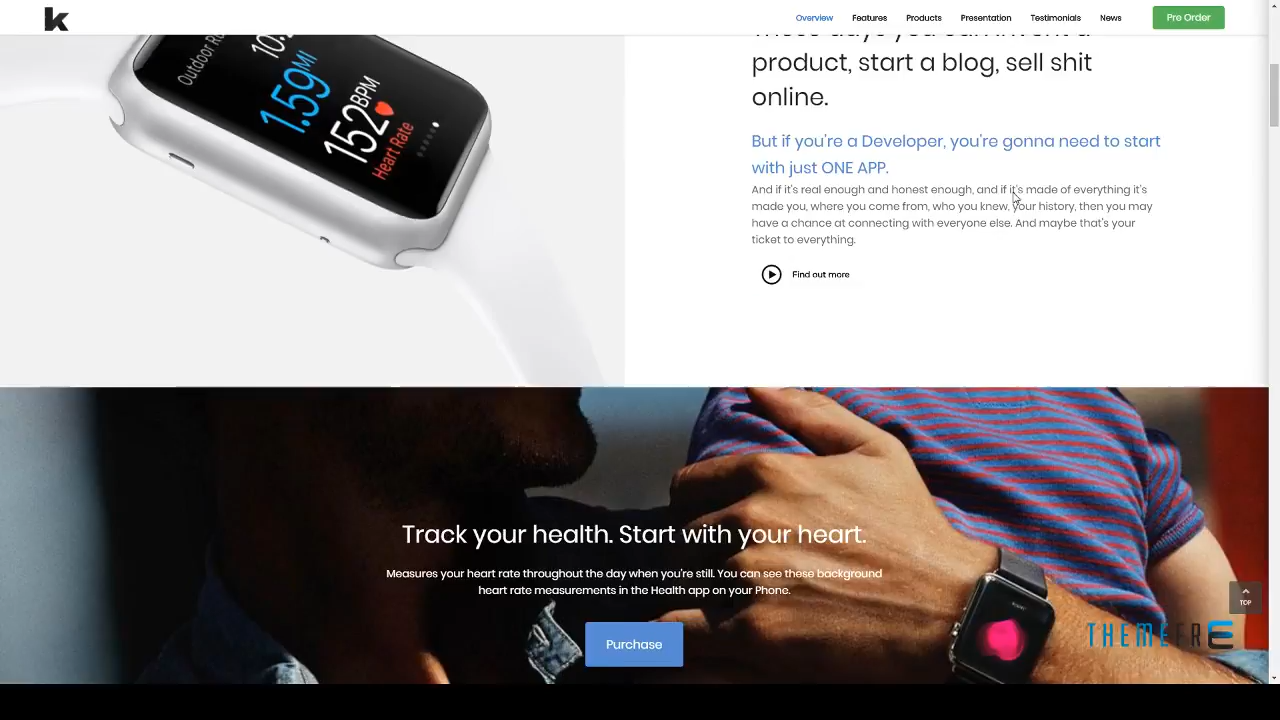 k
Overview
Features
Products
Presentation
Testimonials
News
Pre Order
Outdoor
1.59MI
152BPM
Heart Rate
product, start a blog, sell shit
online.
But if you're a Developer, you're gonna need to start
with just ONE APP.
And if it's real enough and honest enough, and if it's made of everything it's
made you, where you come from, who you knew, your history, then you may
have a chance at connecting with everyone else. And maybe that's your
ticket to everything.
Find out more
Track your health. Start with your heart.
Measures your heart rate throughout the day when you're still. You can see these background
heart rate measurements in the Health app on your Phone.
Purchase
TOP
THEMEFRE